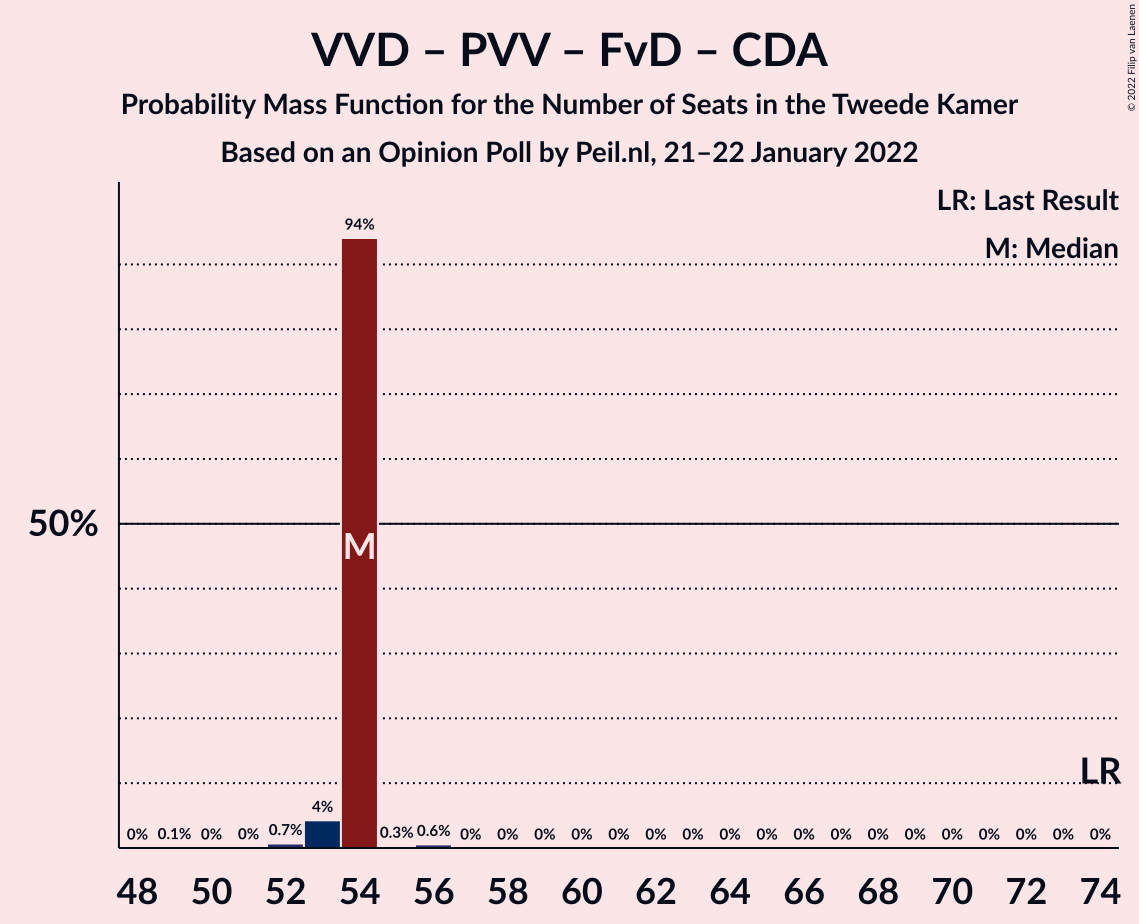 VVD – PVV – FvD – CDA
Probability Mass Function for the Number of Seats in the Tweede Kamer
Based on an Opinion Poll by Peil.nl, 21–22 January 2022
© 2022 Filip van Laenen
LR: Last Result
M: Median
94%
50%
M
LR
4%
0% 0.1% 0% 0% 0.7% 0.3% 0.6% 0% 0% 0% 0% 0% 0% 0% 0% 0% 0% 0% 0% 0% 0% 0% 0% 0% 0%
48 50 52 54 56 58 60 62 64 66 68 70 72 74